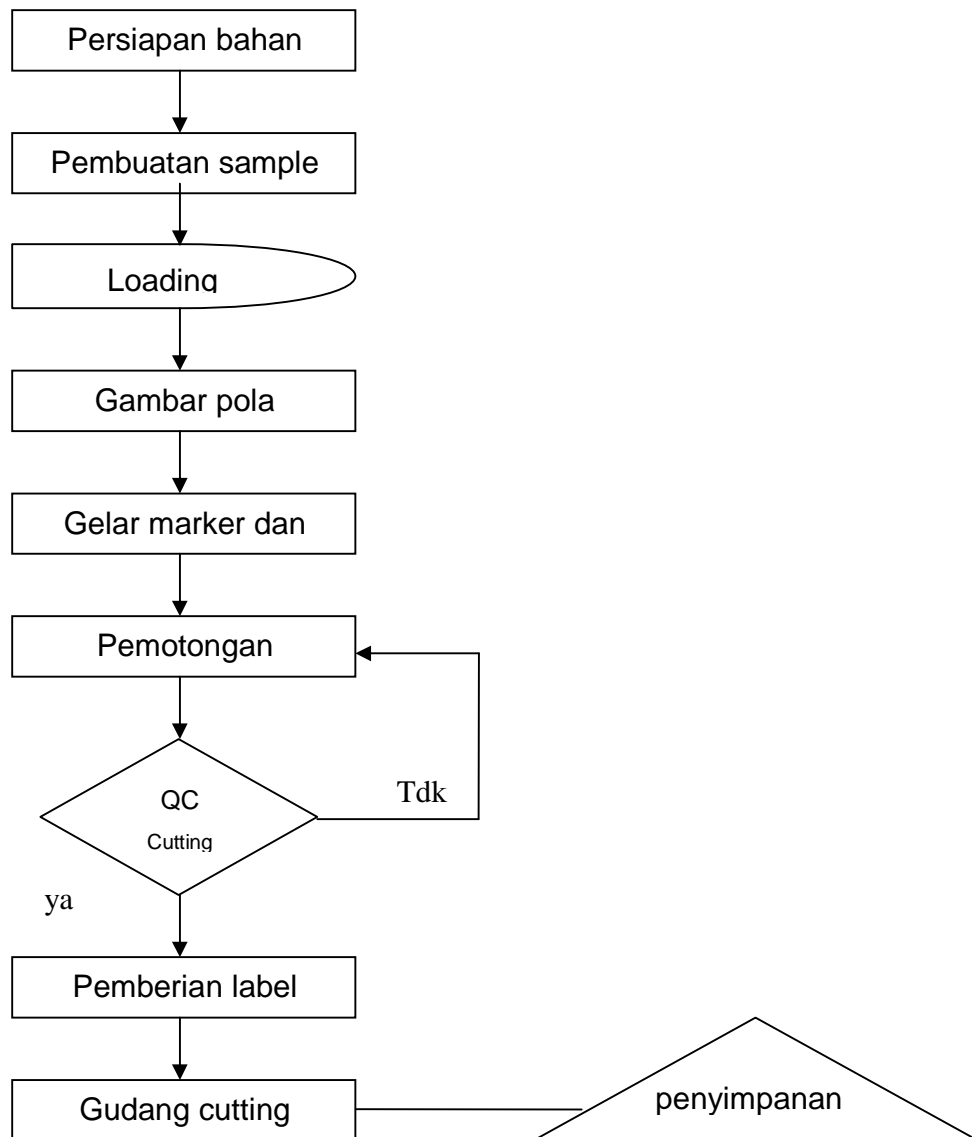 Persiapan bahan
Pembuatan sample
Loading
Gambar pola
Gelar marker dan
Pemotongan
QC
Cutting
Tdk
ya
Pemberian label
Gudang cutting
penyimpanan